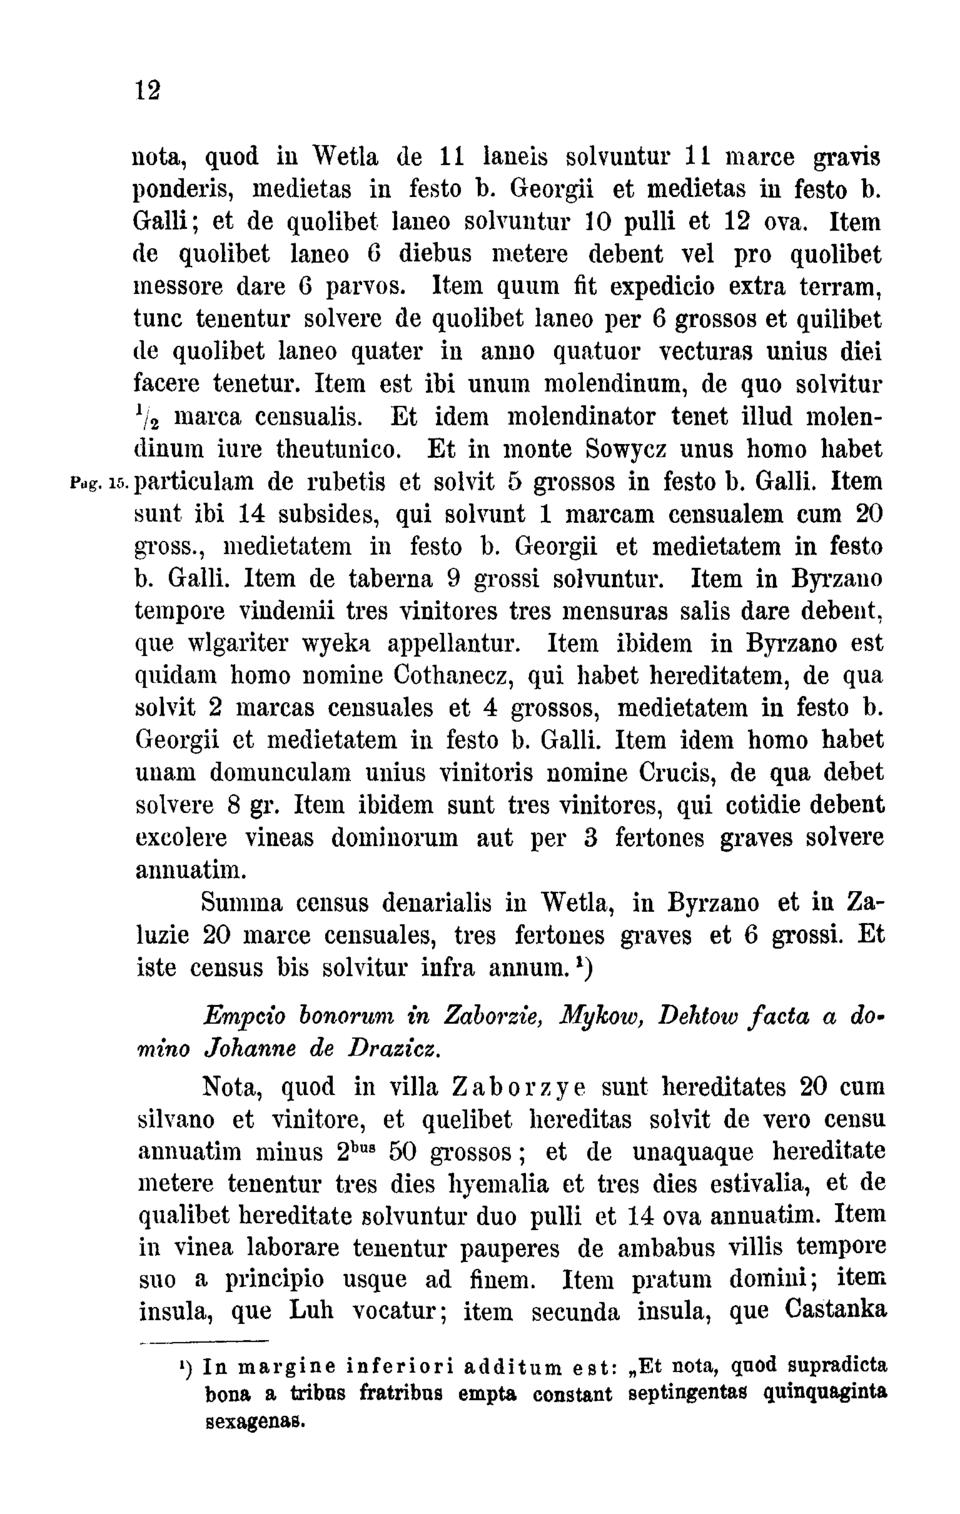 12
nota, quod in Wetla de 11 laneis solvuntur 11 marce gravis
ponderis, medietas in festo b. Georgii et medietas in festo b.
Galli; et de quolibet laneo solvuntur 10 pulli et 12 ova. Item
de quolibet laneo 6 diebus metere debent vel pro quolibet
messore dare 6 parvos. Item quum fit expedicio extra terram,
tunc tenentur solvere de quolibet laneo per 6 grossos et quilibet
de quolibet laneo quater in anno quatuor vecturas unius diei
facere tenetur. Item est ibi unum molendinum, de quo solvitur
½ marca censualis. Et idem molendinator tenet illud molen-
dinum iure theutunico. Et in monte Sowycz unus homo habet
Pag. 15. particulam de rubetis et solvit 5 grossos in festo b. Galli. Item
sunt ibi 14 subsides, qui solvunt 1 marcam censualem cum 20
gross., medietatem in festo b. Georgii et medietatem in festo
b. Galli. Item de taberna 9 grossi solvuntur. Item in Byrzano
tempore vindemii tres vinitores tres mensuras salis dare debent,
que wlgariter wyeka appellantur. Item ibidem in Byrzano est
quidam homo nomine Cothanecz, qui habet hereditatem, de qua
solvit 2 marcas censuales et 4 grossos, medietatem in festo b.
Georgii et medietatem in festo b. Galli. Item idem homo habet
unam domunculam unius vinitoris nomine Crucis, de qua debet
solvere 8 gr. Item ibidem sunt tres vinitores, qui cotidie debent
excolere vineas dominorum aut per 3 fertones graves solvere
annuatim.
Summa census denarialis in Wetla, in Byrzano et in Za-
luzie 20 marce censuales, tres fertones graves et 6 grossi. Et
iste census bis solvitur infra annum. ¹)
Empcio bonorum in Zaborzie, Mykow, Dehtow facta a do-
mino Johanne de Drazicz.
Nota, quod in villa Zaborzye sunt hereditates 20 cum
silvano et vinitore, et quelibet hereditas solvit de vero censu
annuatim minus 2ᵇᵘˢ 50 grossos; et de unaquaque hereditate
metere tenentur tres dies hyemalia et tres dies estivalia, et de
qualibet hereditate solvuntur duo pulli et 14 ova annuatim. Item
in vinea laborare tenentur pauperes de ambabus villis tempore
suo a principio usque ad finem. Item pratum domini; item
insula, que Luh vocatur; item secunda insula, que Castanka
¹) In margine inferiori additum est: „Et nota, quod supradicta
bona a tribus fratribus empta constant septingentas quinquaginta
sexagenas.